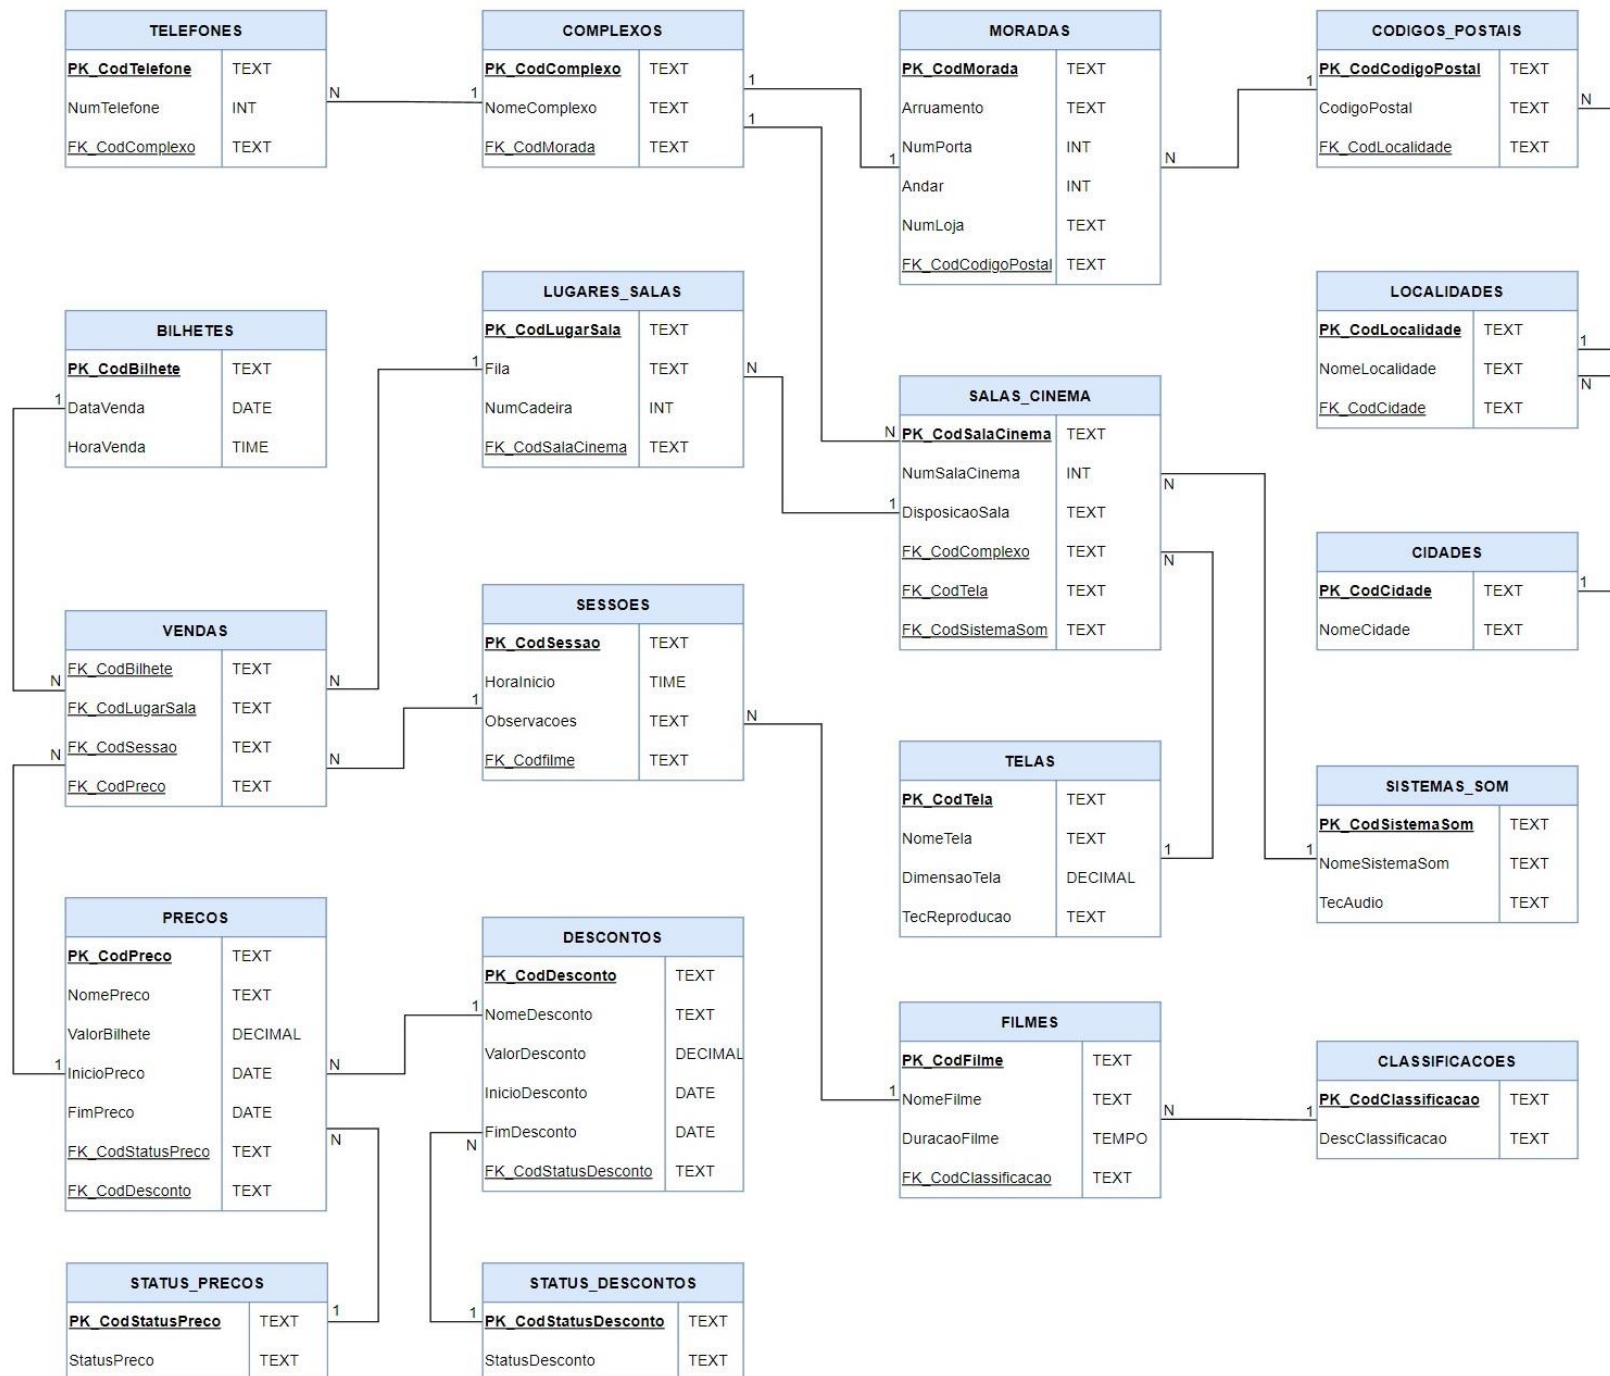 TELEFONES
PK_CodTelefone TEXT
NumTelefone INT
FK_CodComplexo TEXT
N 1
COMPLEXOS
PK_CodComplexo TEXT
NomeComplexo TEXT
FK_CodMorada TEXT
1
1
1
N
MORADAS
PK_CodMorada TEXT
Arruamento TEXT
NumPorta INT
Andar INT
NumLoja TEXT
FK_CodCodigoPostal TEXT
N 1
CODIGOS_POSTAIS
PK_CodCodigoPostal TEXT
CodigoPostal TEXT
FK_CodLocalidade TEXT
N
BILHETES
PK_CodBilhete TEXT
DataVenda DATE
HoraVenda TIME
1
N
LUGARES_SALAS
PK_CodLugarSala TEXT
Fila TEXT
NumCadeira INT
FK_CodSalaCinema TEXT
1
N
N
1
SALAS_CINEMA
PK_CodSalaCinema TEXT
NumSalaCinema INT
DisposicaoSala TEXT
FK_CodComplexo TEXT
FK_CodTela TEXT
FK_CodSistemaSom TEXT
N
N
LOCALIDADES
PK_CodLocalidade TEXT
NomeLocalidade TEXT
FK_CodCidade TEXT
1
N
CIDADES
PK_CodCidade TEXT
NomeCidade TEXT
1
VENDAS
FK_CodBilhete TEXT
FK_CodLugarSala TEXT
FK_CodSessao TEXT
FK_CodPreco TEXT
N
N
1
SESSOES
PK_CodSessao TEXT
HoraInicio TIME
Observacoes TEXT
FK_Codfilme TEXT
1
N
N
1
TELAS
PK_CodTela TEXT
NomeTela TEXT
DimensaoTela DECIMAL
TecReproducao TEXT
1
SISTEMAS_SOM
PK_CodSistemaSom TEXT
NomeSistemaSom TEXT
TecAudio TEXT
1
PRECOS
PK_CodPreco TEXT
NomePreco TEXT
ValorBilhete DECIMAL
InicioPreco DATE
FimPreco DATE
FK_CodStatusPreco TEXT
FK_CodDesconto TEXT
N 1
N
DESCONTOS
PK_CodDesconto TEXT
NomeDesconto TEXT
ValorDesconto DECIMAL
InicioDesconto DATE
FimDesconto DATE
FK_CodStatusDesconto TEXT
N
FILMES
PK_CodFilme TEXT
NomeFilme TEXT
DuracaoFilme TEMPO
FK_CodClassificacao TEXT
N 1
CLASSIFICACOES
PK_CodClassificacao TEXT
DescClassificacao TEXT
STATUS_PRECOS
PK_CodStatusPreco TEXT
StatusPreco TEXT
1
STATUS_DESCONTOS
PK_CodStatusDesconto TEXT
StatusDesconto TEXT
1